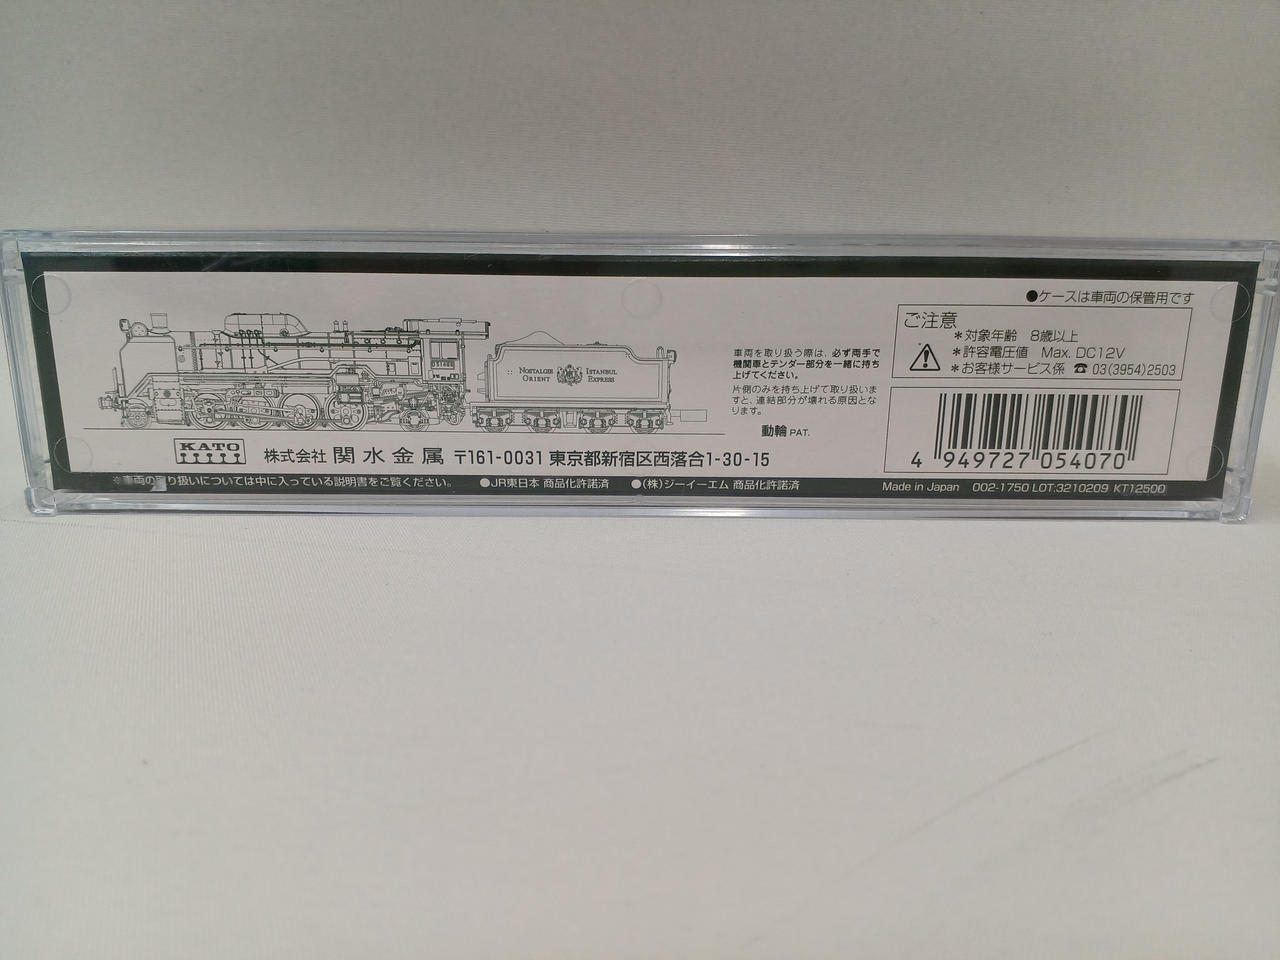 ●ケースは車両の保管用です
ご注意
＊対象年齢 8歳以上
＊許容電圧値 Max. DC12V
＊お客様サービス係 ☎ 03(3954)2503
NOSTALGIE ISTANBUL
ORIENT EXPRESS
車両を取り扱う際は、必ず両手で
機関車とテンダー部分を一緒に持ち
上げてください。
片側のみを持ち上げて取り扱いま
すと、連結部分が壊れる原因とな
ります。
動輪 PAT.
4 949727 054070
KATO
株式会社 関水金属 〒161-0031 東京都新宿区西落合1-30-15
※車両の取り扱いについては中に入っている説明書をご覧ください。 ●JR東日本 商品化許諾済 ●(株)ジーイーエム 商品化許諾済
Made in Japan 002-1750 LOT:3210209 KT12500